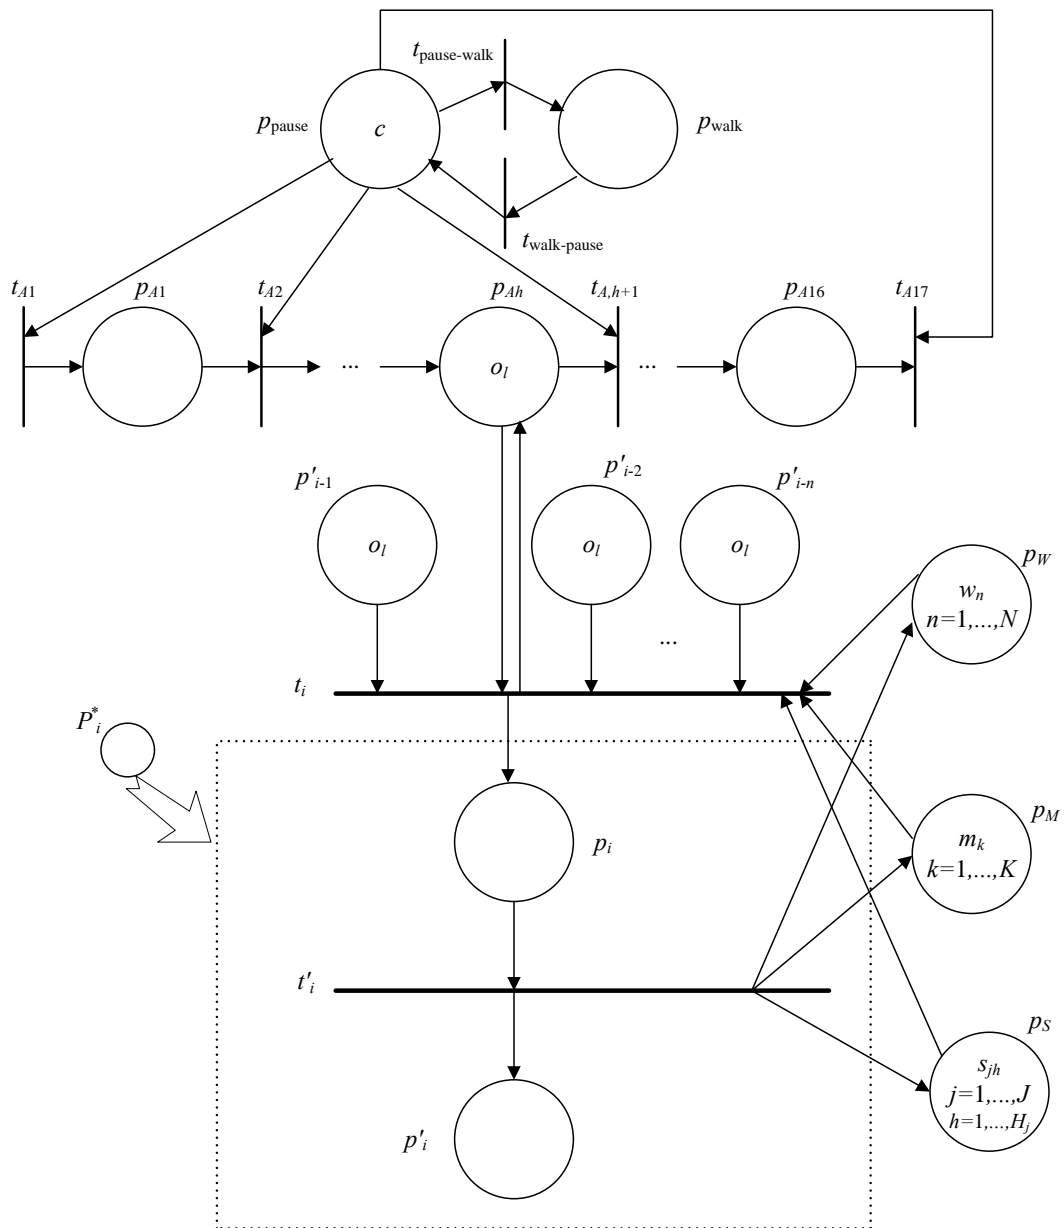 t_pause-walk
p_pause
c
p_walk
t_walk-pause
t_A1
p_A1
t_A2
p_Ah
t_A,h+1
p_A16
t_A17
...
o_l
...
p'_i-1
p'_i-2
p'_i-n
o_l
o_l
o_l
p_W
w_n
n=1,...,N
...
t_i
P*_i
p_i
p_M
m_k
k=1,...,K
t'_i
p_S
s_jh
j=1,...,J
h=1,...,H_j
p'_i